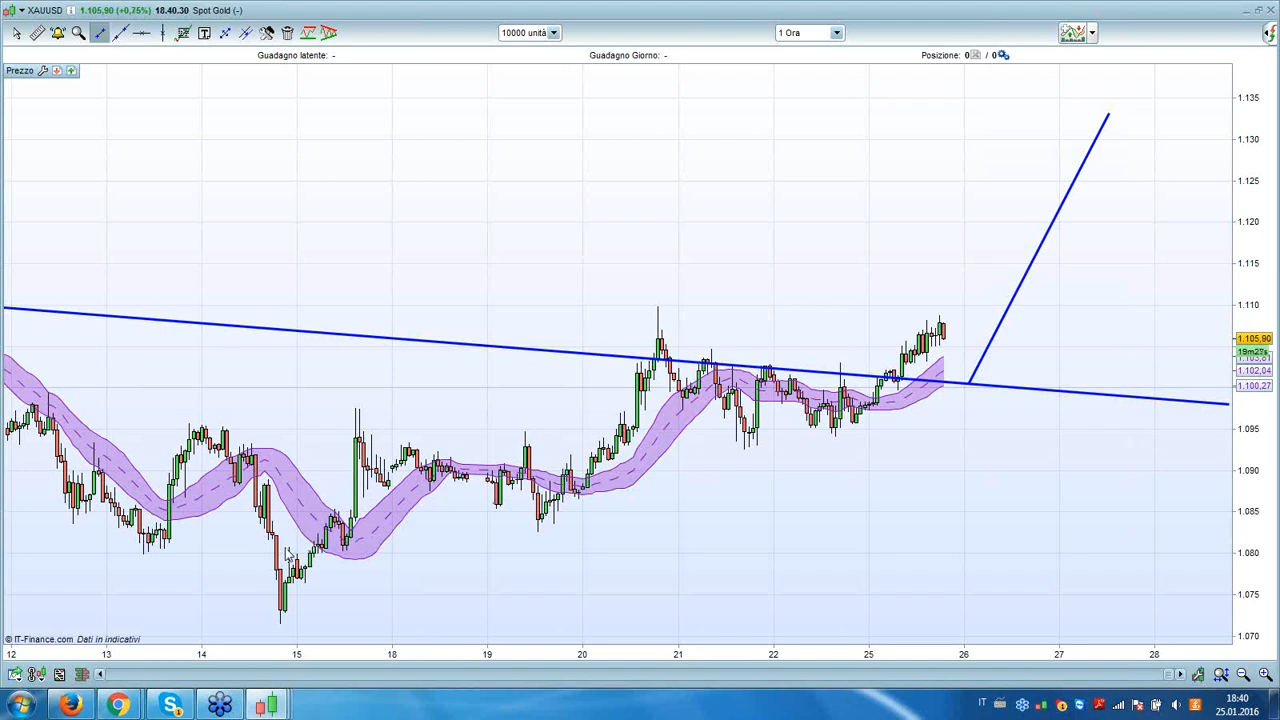 XAUUSD 1.105,90 (+0,75%) 18.40.30 Spot Gold (-)
10000 unità 1 Ora
Guadagno latente: - Guadagno Giorno: - Posizione: 0 / 0
Prezzo
1.135
1.130
1.125
1.120
1.115
1.110
1.105,90
19m27s
1.102,04
1.100,27
1.095
1.090
1.085
1.080
1.075
1.070
© IT-Finance.com Dati in indicativi
12 13 14 15 18 19 20 21 22 25 26 27 28
IT 18:40
25.01.2016